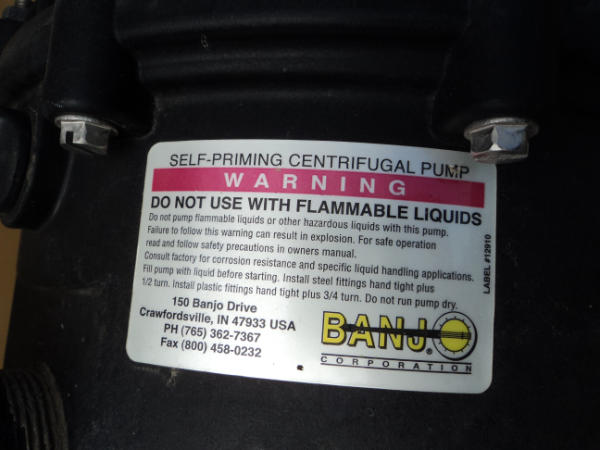 SELF-PRIMING CENTRIFUGAL PUMP
WARNING
DO NOT USE WITH FLAMMABLE LIQUIDS
Do not pump flammable liquids or other hazardous liquids with this pump.
Failure to follow this warning can result in explosion. For safe operation
read and follow safety precautions in owners manual.
Consult factory for corrosion resistance and specific liquid handling applications.
Fill pump with liquid before starting. Install steel fittings hand tight plus
1/2 turn. Install plastic fittings hand tight plus 3/4 turn. Do not run pump dry.
150 Banjo Drive
Crawfordsville, IN 47933 USA
PH (765) 362-7367
Fax (800) 458-0232
BANJO®
CORPORATION
LABEL #12910